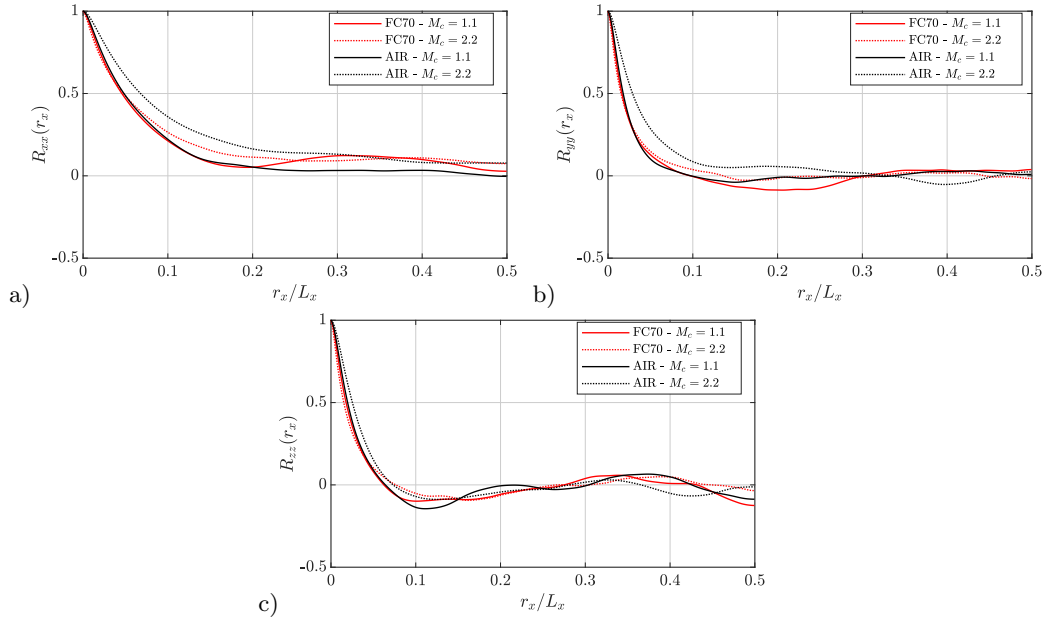 1
0.5
0
-0.5
R_{xx}(r_x)
0 0.1 0.2 0.3 0.4 0.5
r_x/L_x
FC70 - M_c = 1.1
FC70 - M_c = 2.2
AIR - M_c = 1.1
AIR - M_c = 2.2
a)
1
0.5
0
-0.5
R_{yy}(r_x)
0 0.1 0.2 0.3 0.4 0.5
r_x/L_x
FC70 - M_c = 1.1
FC70 - M_c = 2.2
AIR - M_c = 1.1
AIR - M_c = 2.2
b)
1
0.5
0
-0.5
R_{zz}(r_x)
0 0.1 0.2 0.3 0.4 0.5
r_x/L_x
FC70 - M_c = 1.1
FC70 - M_c = 2.2
AIR - M_c = 1.1
AIR - M_c = 2.2
c)